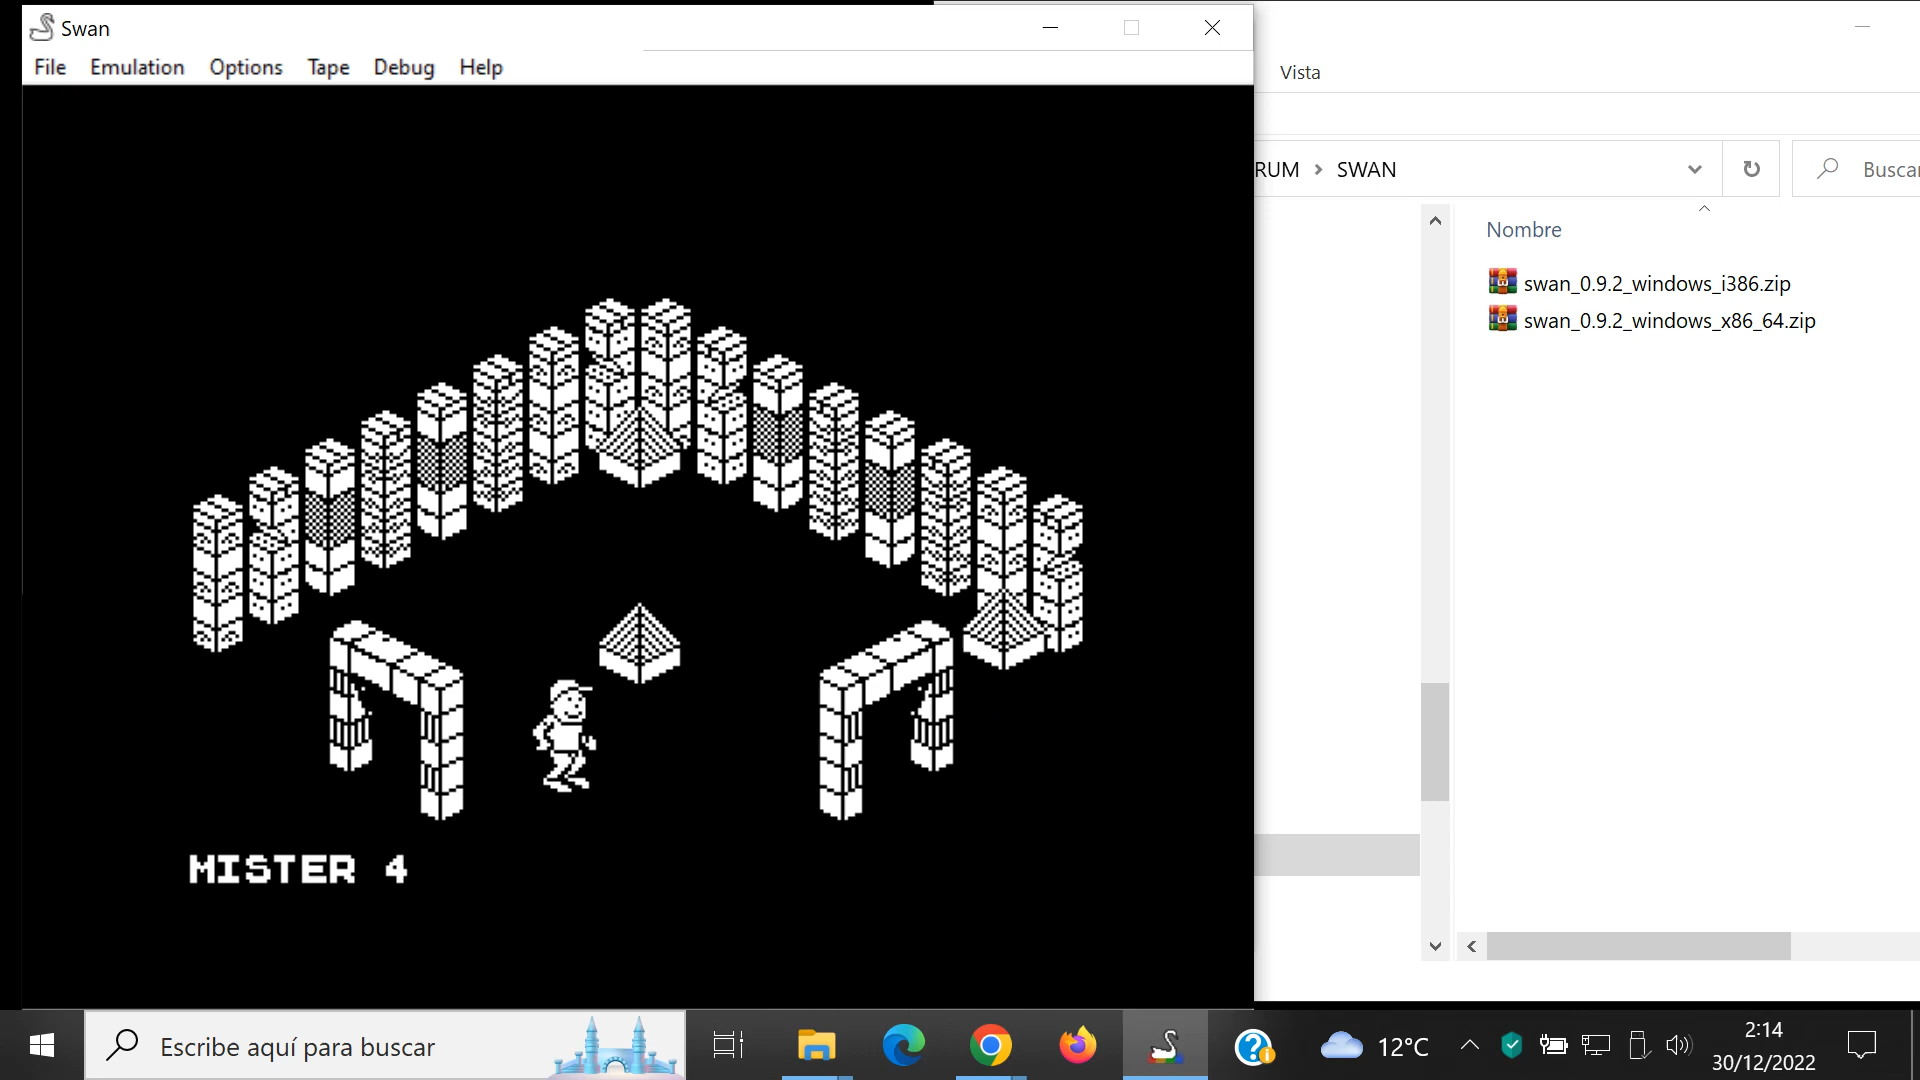 Swan
File Emulation Options Tape Debug Help
Vista
RUM > SWAN
Busca
Nombre
swan_0.9.2_windows_i386.zip
swan_0.9.2_windows_x86_64.zip
MISTER 4
Escribe aquí para buscar
12°C
2:14
30/12/2022